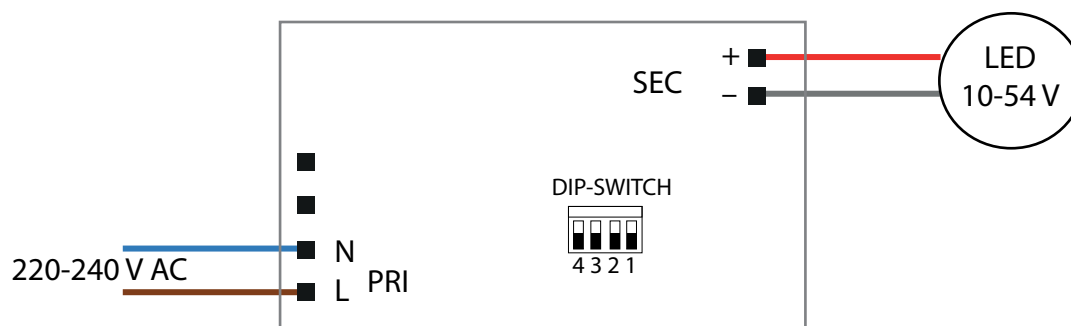 +
SEC
–
LED
10-54 V
DIP-SWITCH
4 3 2 1
220-240 V AC
N
L
PRI